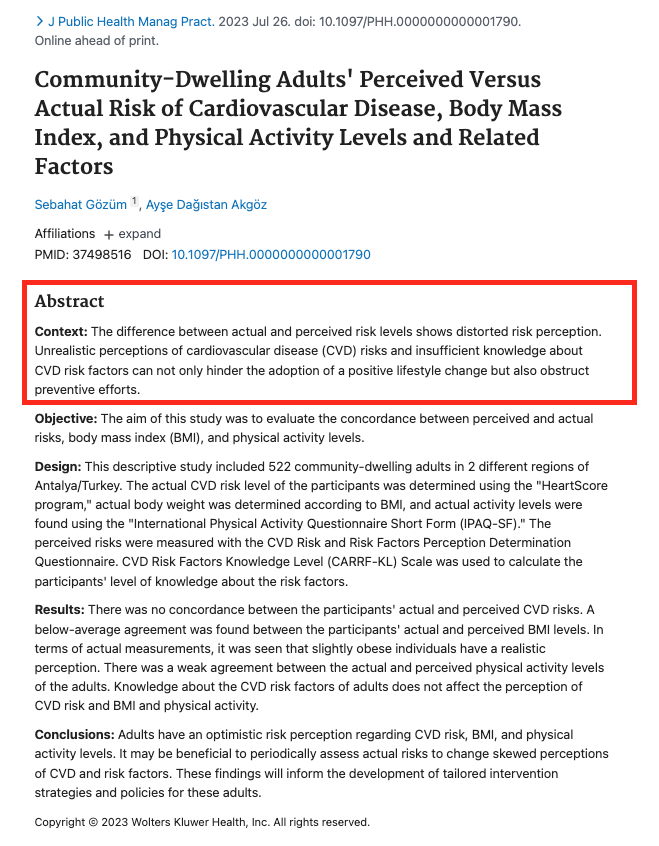 > J Public Health Manag Pract. 2023 Jul 26. doi: 10.1097/PHH.0000000000001790.
Online ahead of print.
Community-Dwelling Adults' Perceived Versus
Actual Risk of Cardiovascular Disease, Body Mass
Index, and Physical Activity Levels and Related
Factors
Sebahat Gözüm 1, Ayşe Dağıstan Akgöz
Affiliations + expand
PMID: 37498516 DOI: 10.1097/PHH.0000000000001790
Abstract
Context: The difference between actual and perceived risk levels shows distorted risk perception.
Unrealistic perceptions of cardiovascular disease (CVD) risks and insufficient knowledge about
CVD risk factors can not only hinder the adoption of a positive lifestyle change but also obstruct
preventive efforts.
Objective: The aim of this study was to evaluate the concordance between perceived and actual
risks, body mass index (BMI), and physical activity levels.
Design: This descriptive study included 522 community-dwelling adults in 2 different regions of
Antalya/Turkey. The actual CVD risk level of the participants was determined using the "HeartScore
program," actual body weight was determined according to BMI, and actual activity levels were
found using the "International Physical Activity Questionnaire Short Form (IPAQ-SF)." The
perceived risks were measured with the CVD Risk and Risk Factors Perception Determination
Questionnaire. CVD Risk Factors Knowledge Level (CARRF-KL) Scale was used to calculate the
participants' level of knowledge about the risk factors.
Results: There was no concordance between the participants' actual and perceived CVD risks. A
below-average agreement was found between the participants' actual and perceived BMI levels. In
terms of actual measurements, it was seen that slightly obese individuals have a realistic
perception. There was a weak agreement between the actual and perceived physical activity levels
of the adults. Knowledge about the CVD risk factors of adults does not affect the perception of
CVD risk and BMI and physical activity.
Conclusions: Adults have an optimistic risk perception regarding CVD risk, BMI, and physical
activity levels. It may be beneficial to periodically assess actual risks to change skewed perceptions
of CVD and risk factors. These findings will inform the development of tailored intervention
strategies and policies for these adults.
Copyright © 2023 Wolters Kluwer Health, Inc. All rights reserved.